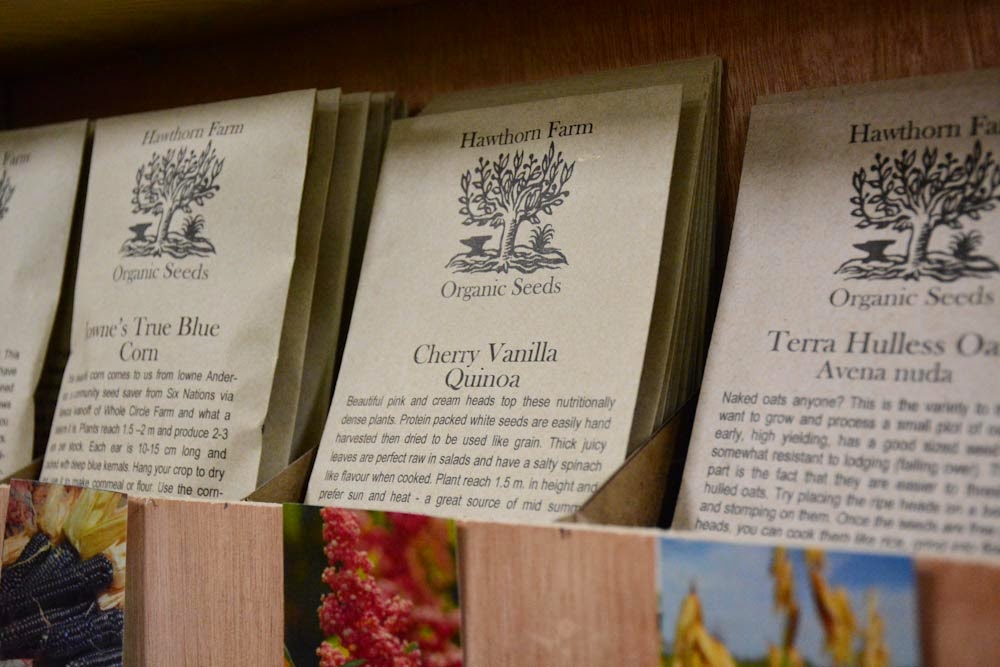 Farm
This
Hawthorn Farm
Organic Seeds
Iowne's True Blue
Corn
corn comes to us from Iowne Ander-
community seed saver from Six Nations via
of Whole Circle Farm and what a
Plants reach 1.5 –2 m and produce 2-3
per stock. Each ear is 10-15 cm long and
with deep blue kernals. Hang your crop to dry
to make cornmeal or flour. Use the corn-
Hawthorn Farm
Organic Seeds
Cherry Vanilla
Quinoa
Beautiful pink and cream heads top these nutritionally
dense plants. Protein packed white seeds are easily hand
harvested then dried to be used like grain. Thick juicy
leaves are perfect raw in salads and have a salty spinach
like flavour when cooked. Plant reach 1.5 m. in height and
prefer sun and heat - a great source of mid summ
Hawthorn Fa
Organic Seeds
Terra Hulless Oa
Avena nuda
Naked oats anyone? This is the variety to
want to grow and process a small plot of
early, high yielding, has a good sized
somewhat resistant to lodging (falling over).
part is the fact that they are easier to
hulled oats. Try placing the ripe heads on a
and stomping on them. Once the seeds are
heads, you can cook them like rice,